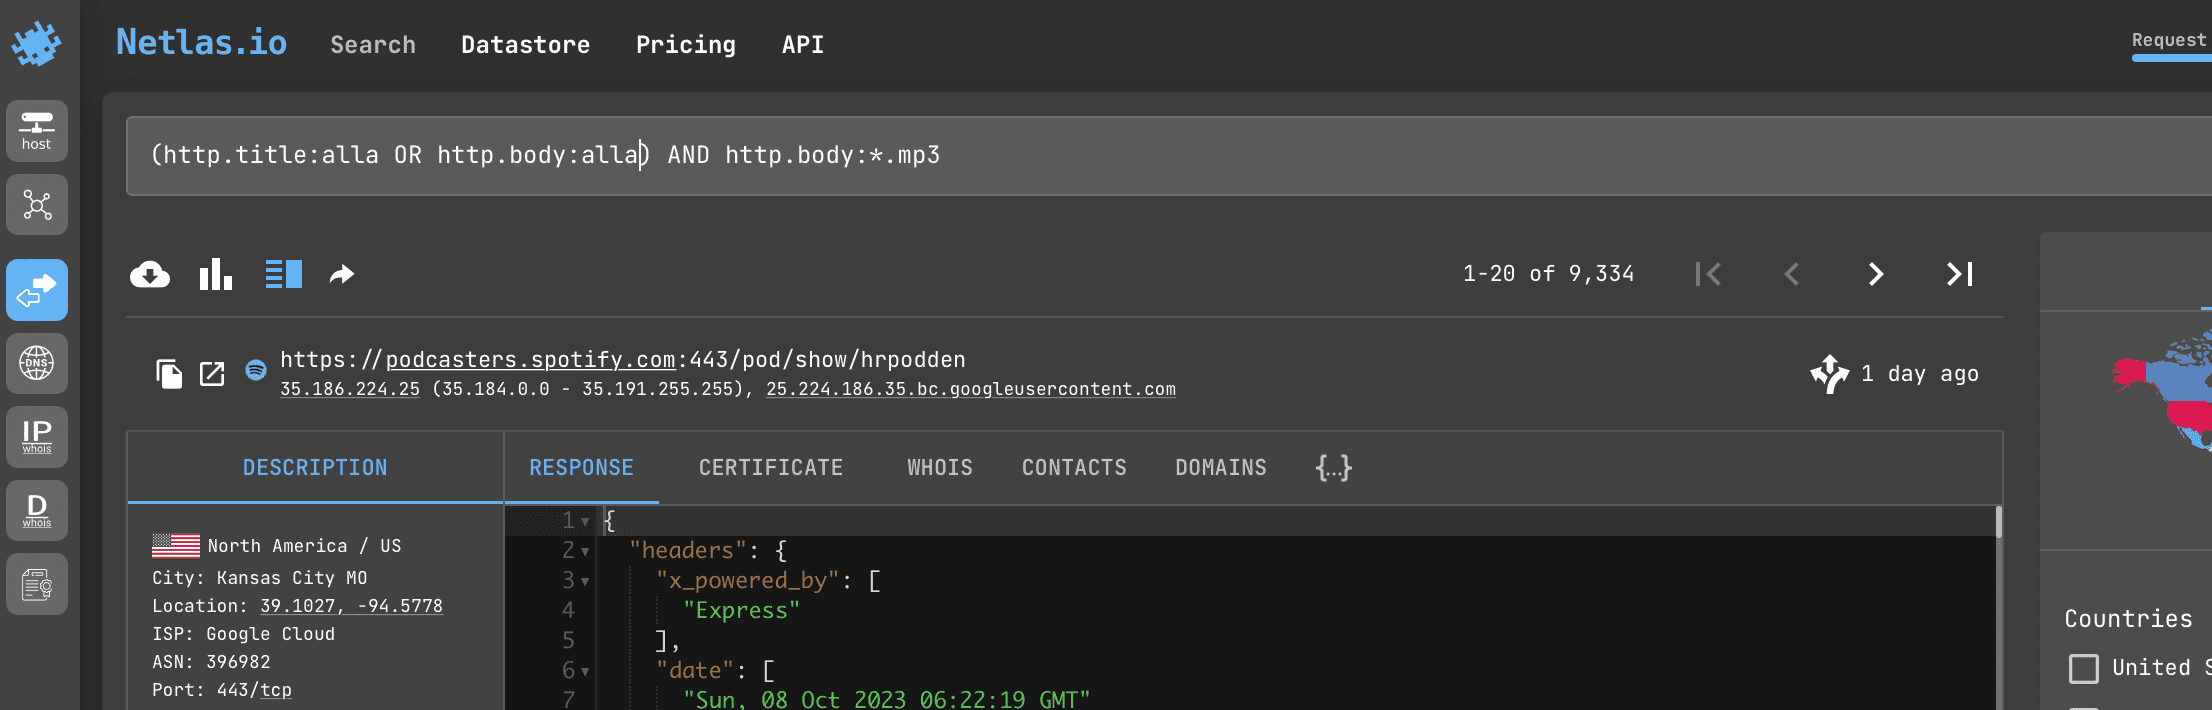 Netlas.io Search Datastore Pricing API
Request
host
(http.title:alla OR http.body:alla) AND http.body:*.mp3
1-20 of 9,334
https://podcasters.spotify.com:443/pod/show/hrpodden
35.186.224.25 (35.184.0.0 - 35.191.255.255), 25.224.186.35.bc.googleusercontent.com
1 day ago
DNS
IP
whois
D
whois
DESCRIPTION
North America / US
City: Kansas City MO
Location: 39.1027, -94.5778
ISP: Google Cloud
ASN: 396982
Port: 443/tcp
RESPONSE CERTIFICATE WHOIS CONTACTS DOMAINS {…}
1 {
2 "headers": {
3 "x_powered_by": [
4 "Express"
5 ],
6 "date": [
7 "Sun, 08 Oct 2023 06:22:19 GMT"
Countries
United S